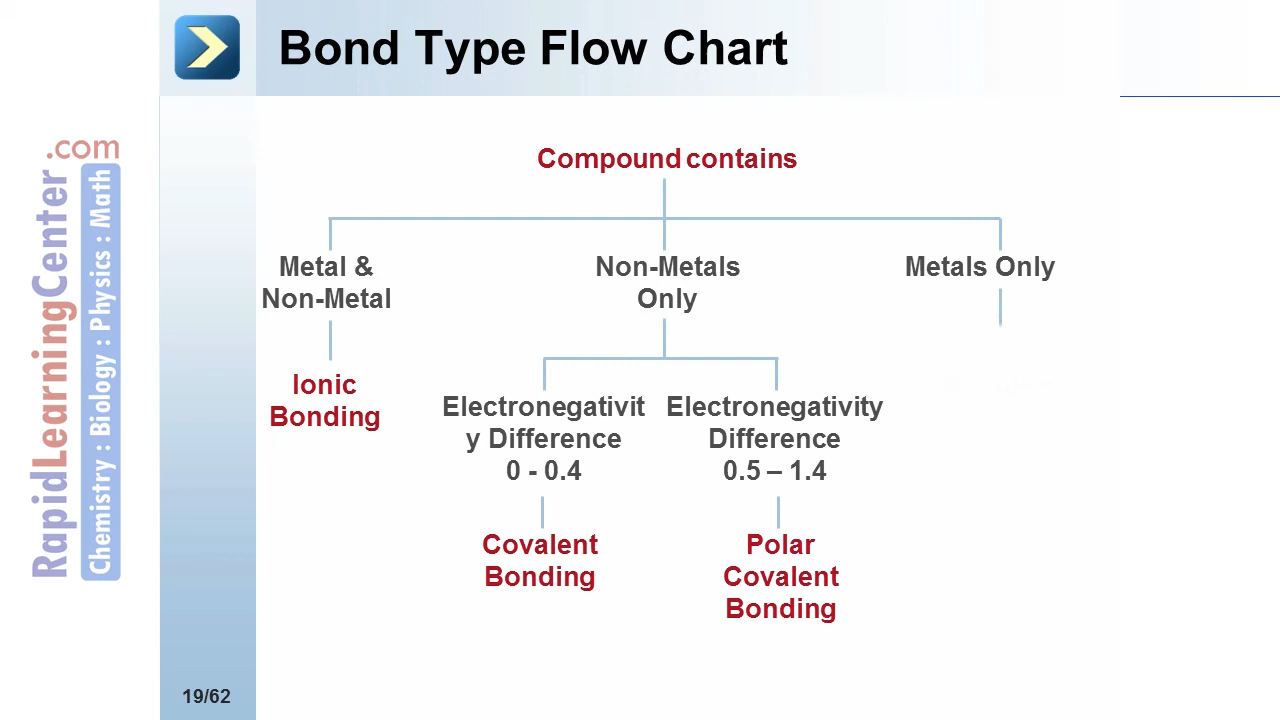 Bond Type Flow Chart
RapidLearningCenter.com
Chemistry : Biology : Physics : Math
Compound contains
Metal &
Non-Metal
Non-Metals
Only
Metals Only
Ionic
Bonding
Electronegativit
y Difference
0 - 0.4
Electronegativity
Difference
0.5 – 1.4
Covalent
Bonding
Polar
Covalent
Bonding
19/62